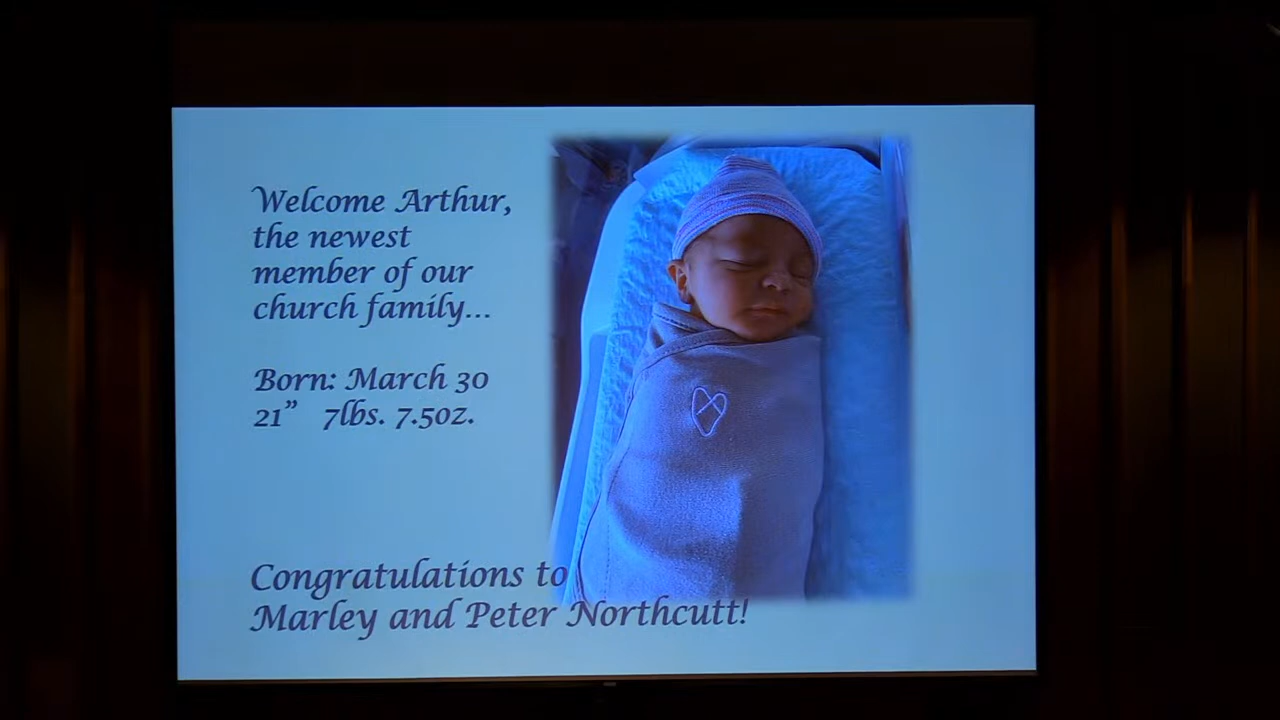 Welcome Arthur,
the newest
member of our
church family...
Born: March 30
21” 7lbs. 7.5oz.
Congratulations to
Marley and Peter Northcutt!